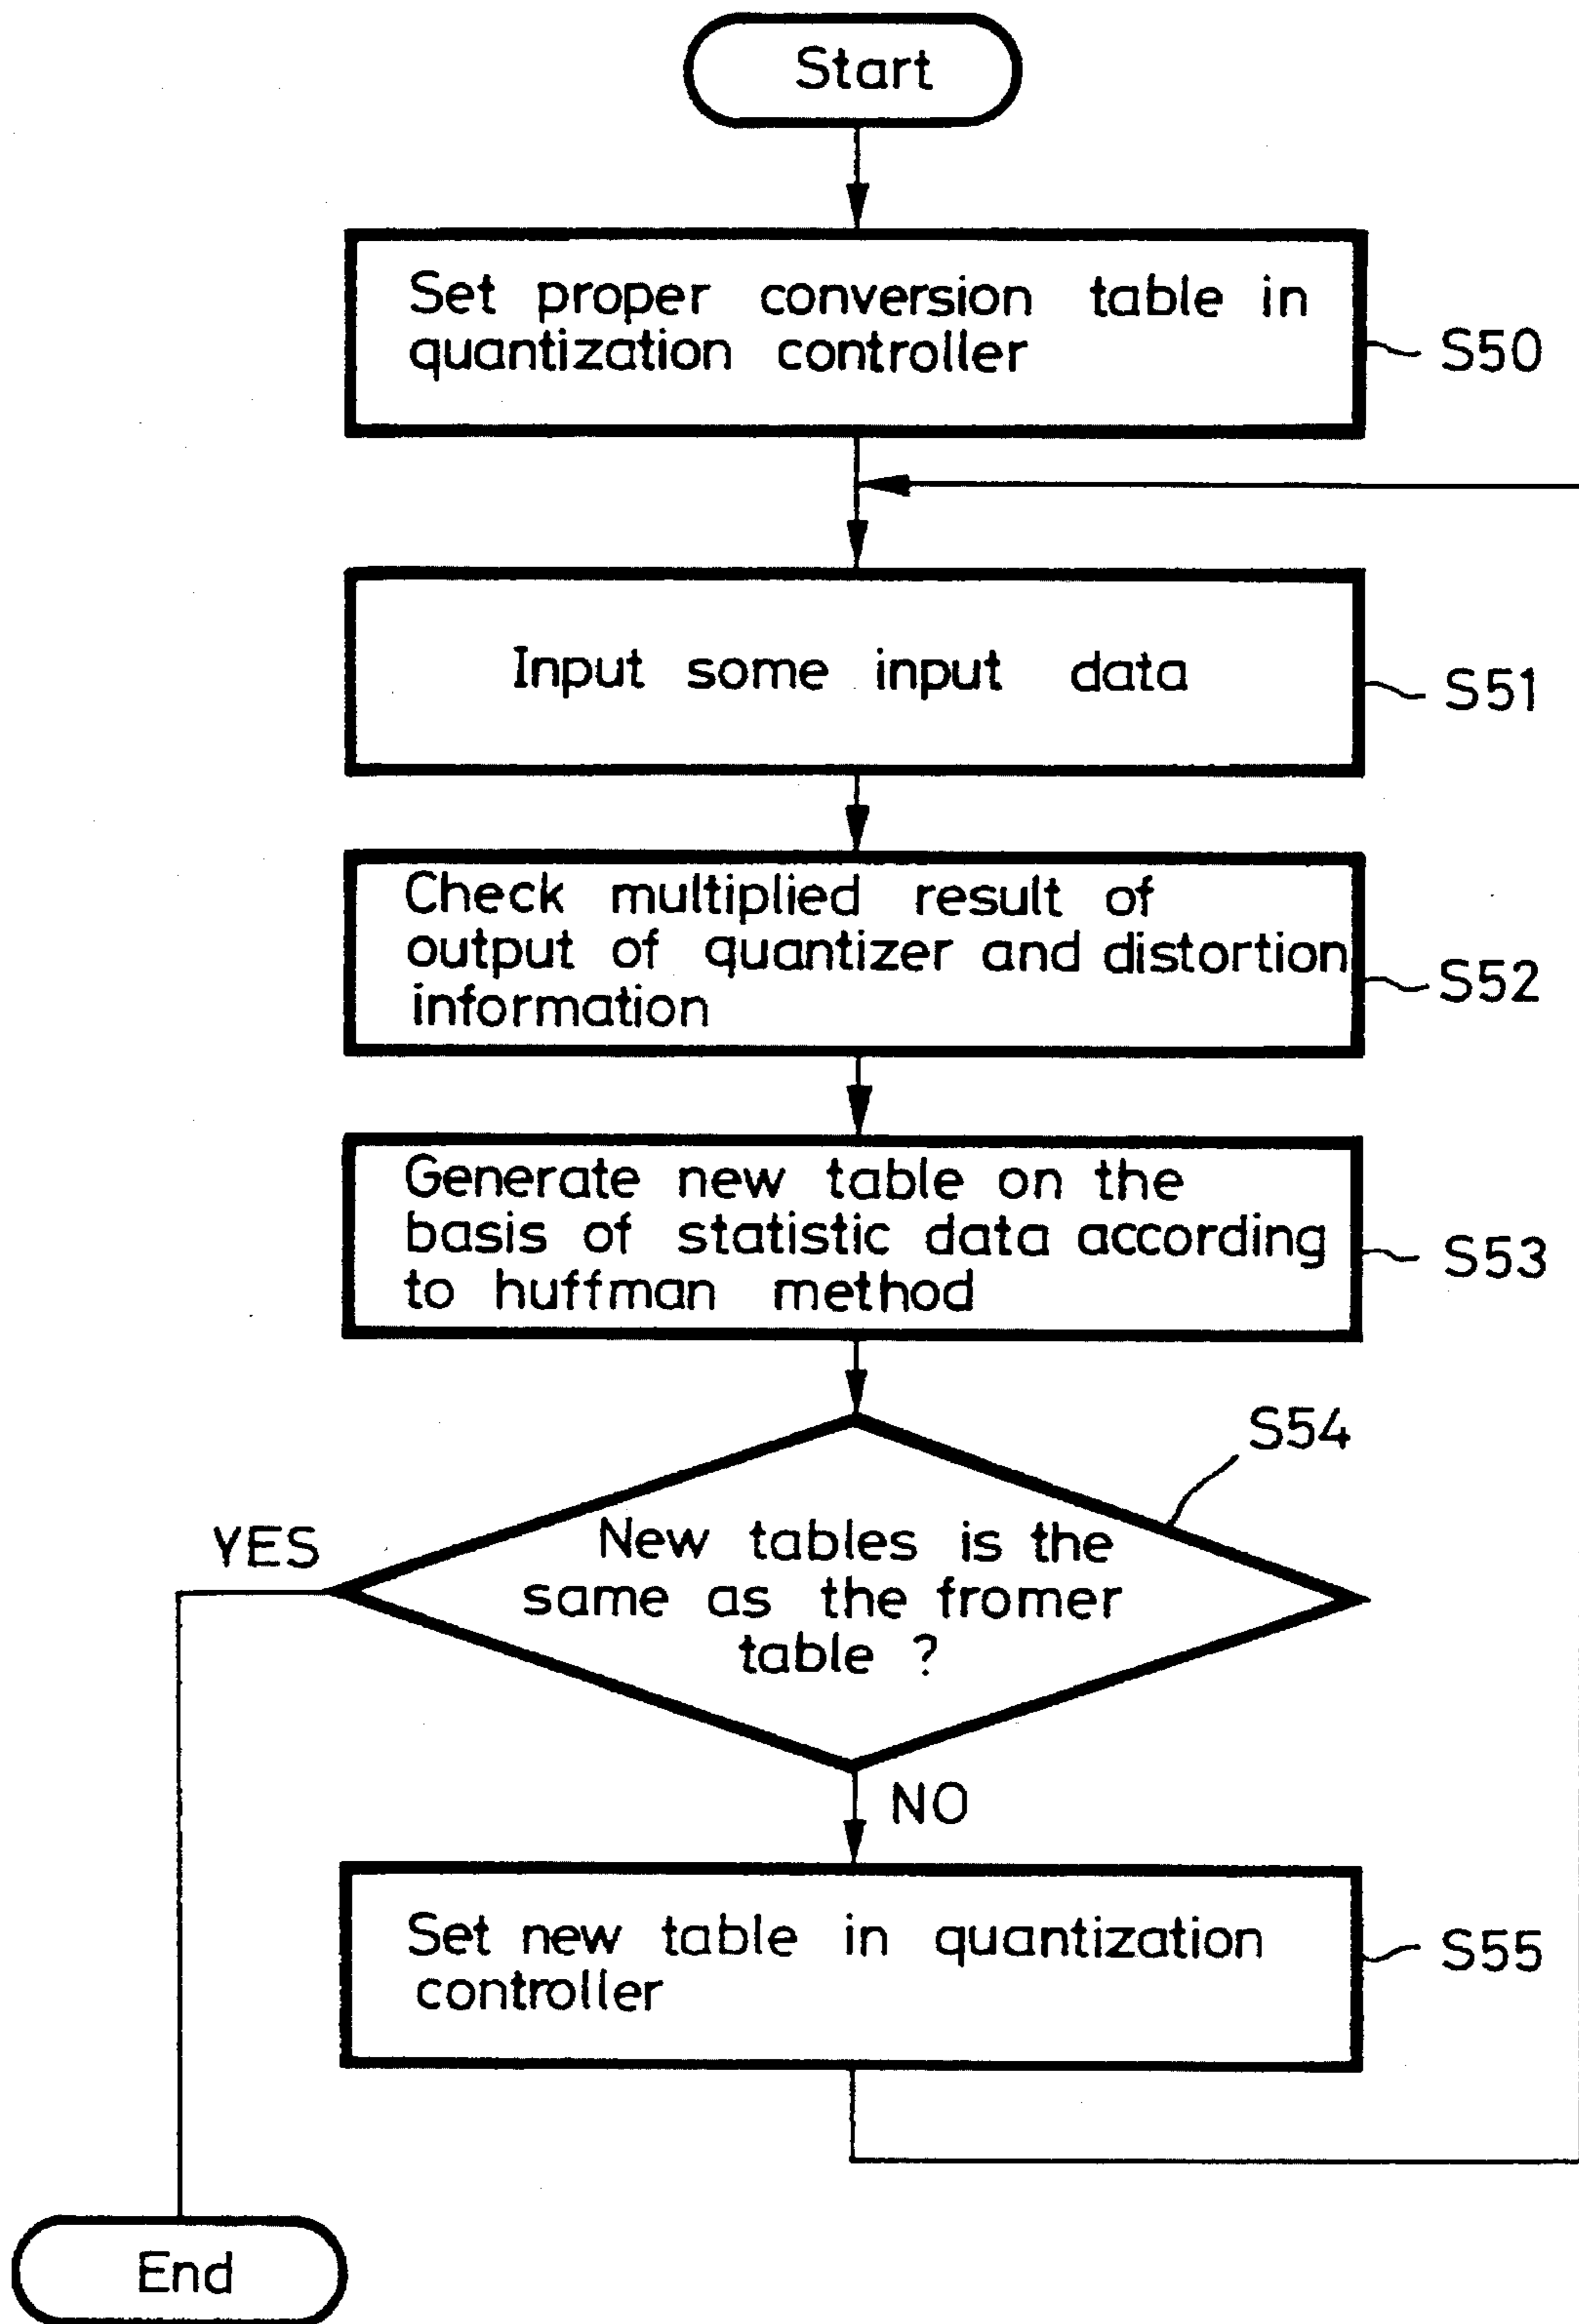 Start
Set proper conversion table in
quantization controller
S50
Input some input data
S51
Check multiplied result of
output of quantizer and distortion
information
S52
Generate new table on the
basis of statistic data according
to huffman method
S53
S54
YES
New tables is the
same as the fromer
table ?
NO
Set new table in quantization
controller
S55
End